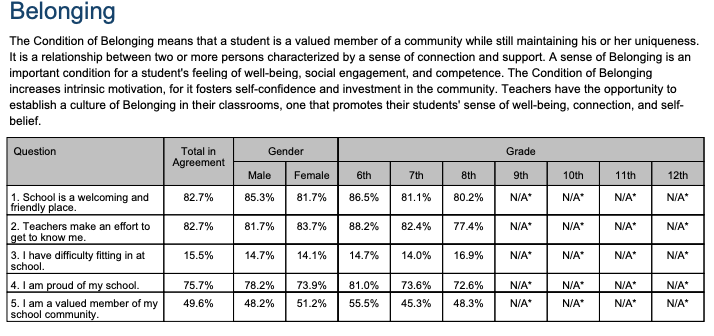 Belonging
The Condition of Belonging means that a student is a valued member of a community while still maintaining his or her uniqueness.
It is a relationship between two or more persons characterized by a sense of connection and support. A sense of Belonging is an
important condition for a student's feeling of well-being, social engagement, and competence. The Condition of Belonging
increases intrinsic motivation, for it fosters self-confidence and investment in the community. Teachers have the opportunity to
establish a culture of Belonging in their classrooms, one that promotes their students' sense of well-being, connection, and self-
belief.
Question Total in Agreement Gender Grade
Male Female 6th 7th 8th 9th 10th 11th 12th
1. School is a welcoming and friendly place. 82.7% 85.3% 81.7% 86.5% 81.1% 80.2% N/A* N/A* N/A* N/A*
2. Teachers make an effort to get to know me. 82.7% 81.7% 83.7% 88.2% 82.4% 77.4% N/A* N/A* N/A* N/A*
3. I have difficulty fitting in at school. 15.5% 14.7% 14.1% 14.7% 14.0% 16.9% N/A* N/A* N/A* N/A*
4. I am proud of my school. 75.7% 78.2% 73.9% 81.0% 73.6% 72.6% N/A* N/A* N/A* N/A*
5. I am a valued member of my school community. 49.6% 48.2% 51.2% 55.5% 45.3% 48.3% N/A* N/A* N/A* N/A*